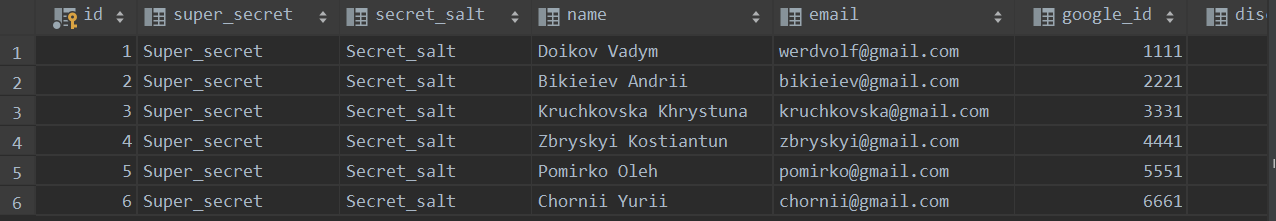 id super_secret secret_salt name email google_id disc
1 1 Super_secret Secret_salt Doikov Vadym werdvolf@gmail.com 1111
2 2 Super_secret Secret_salt Bikieiev Andrii bikieiev@gmail.com 2221
3 3 Super_secret Secret_salt Kruchkovska Khrystuna kruchkovska@gmail.com 3331
4 4 Super_secret Secret_salt Zbryskyi Kostiantun zbryskyi@gmail.com 4441
5 5 Super_secret Secret_salt Pomirko Oleh pomirko@gmail.com 5551
6 6 Super_secret Secret_salt Chornii Yurii chornii@gmail.com 6661